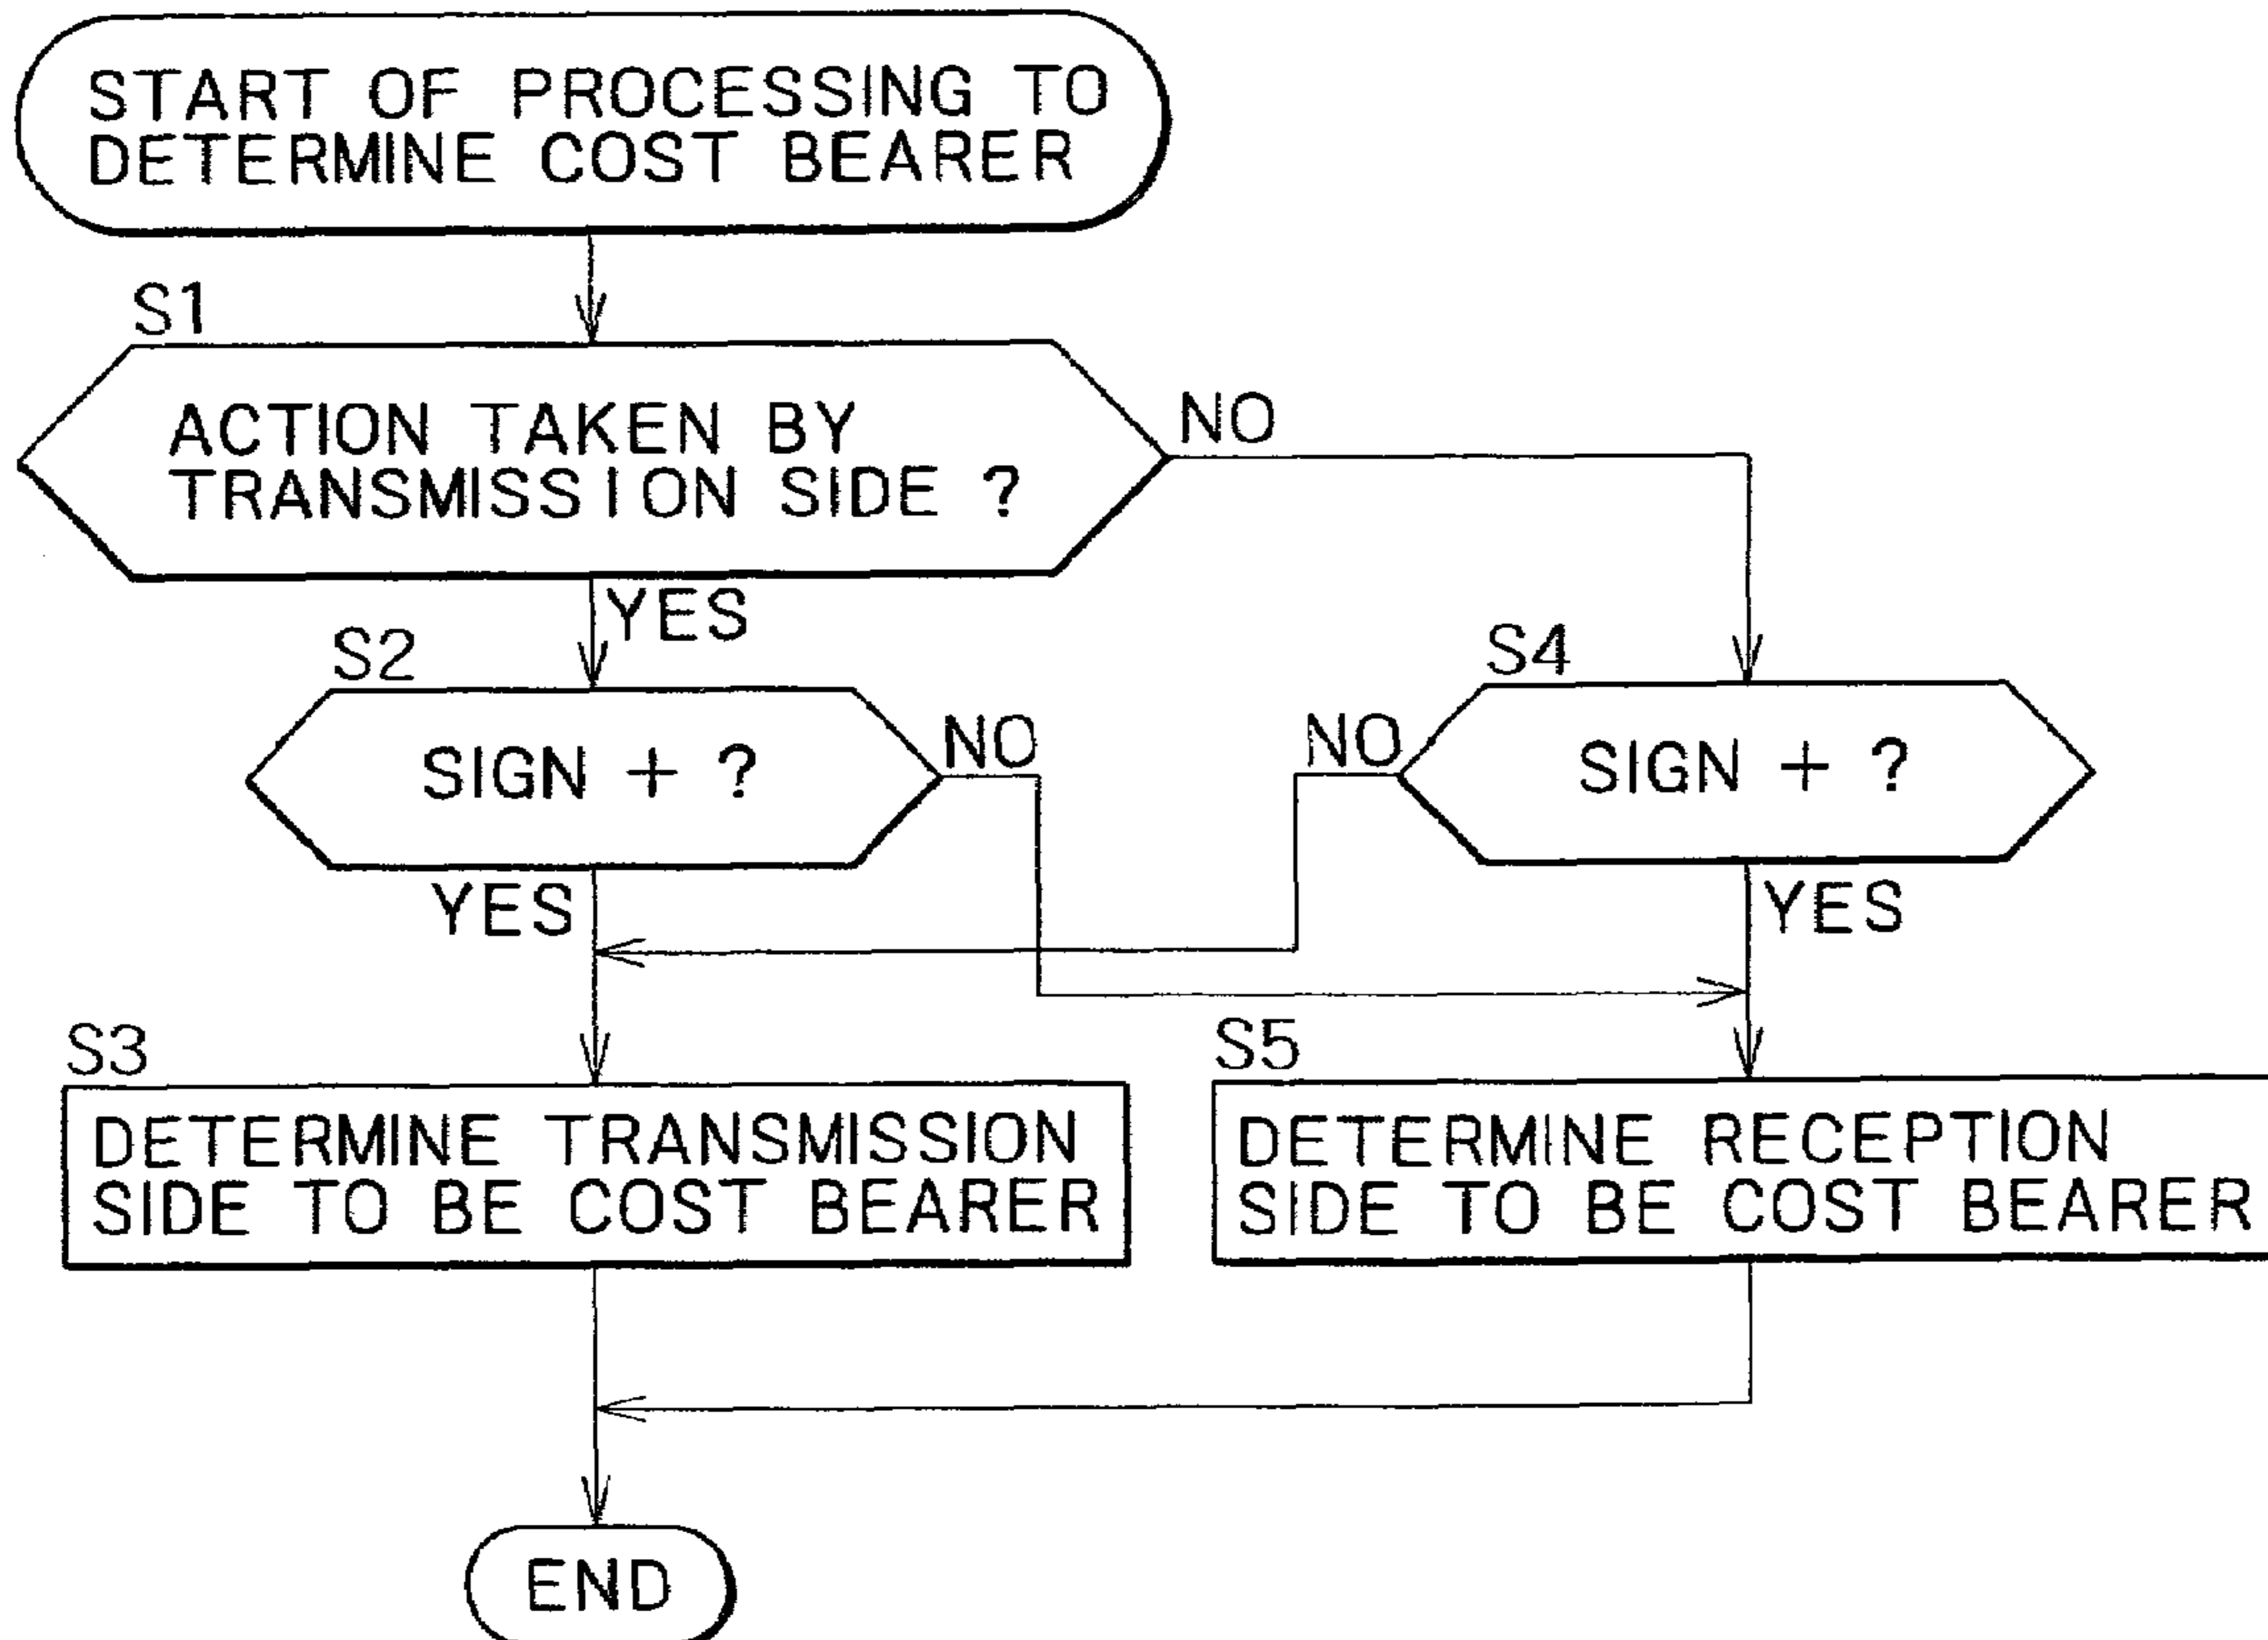 START OF PROCESSING TO
DETERMINE COST BEARER
S1
ACTION TAKEN BY
TRANSMISSION SIDE ?
NO
YES
S2
SIGN + ?
NO
YES
S4
NO
SIGN + ?
YES
S3
DETERMINE TRANSMISSION
SIDE TO BE COST BEARER
S5
DETERMINE RECEPTION
SIDE TO BE COST BEARER
END